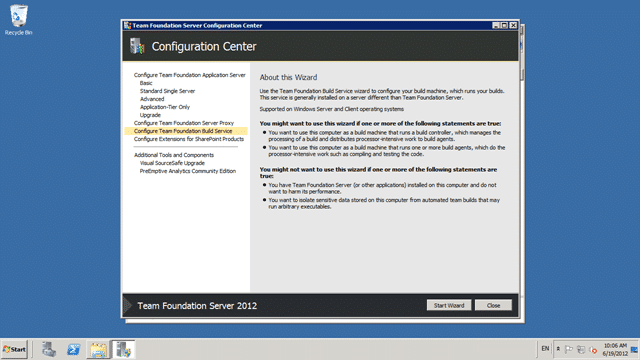 Team Foundation Server Configuration Center
Configuration Center
Recycle Bin
Configure Team Foundation Application Server
Basic
Standard Single Server
Advanced
Application-Tier Only
Upgrade
Configure Team Foundation Server Proxy
Configure Team Foundation Build Service
Configure Extensions for SharePoint Products
Additional Tools and Components
Visual SourceSafe Upgrade
PreEmptive Analytics Community Edition
About this Wizard
Use the Team Foundation Build Service wizard to configure your build machine, which runs your builds.
This service is generally installed on a server different than Team Foundation Server.
Supported on Windows Server and Client operating systems
You might want to use this wizard if one or more of the following statements are true:
• You want to use this computer as a build machine that runs a build controller, which manages the
processing of a build and distributes processor-intensive work to build agents.
• You want to use this computer as a build machine that runs one or more build agents, which do the
processor-intensive work such as compiling and testing the code.
You might not want to use this wizard if one or more of the following statements are
true:
• You have Team Foundation Server (or other applications) installed on this computer and do not
want to harm its performance.
• You want to isolate sensitive data stored on this computer from automated team builds that may
run arbitrary executables.
Team Foundation Server 2012
Start Wizard
Close
Start
EN
10:06 AM
6/19/2012